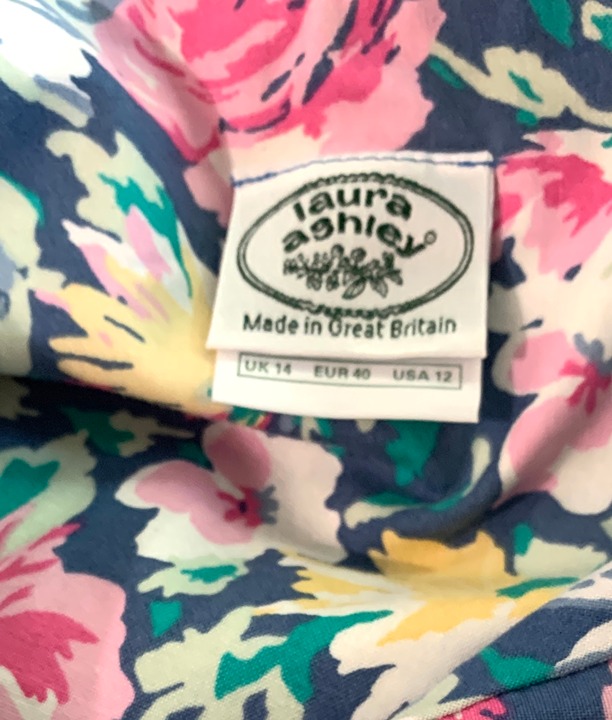 laura
ashley®
Made in Great Britain
UK 14 EUR 40 USA 12